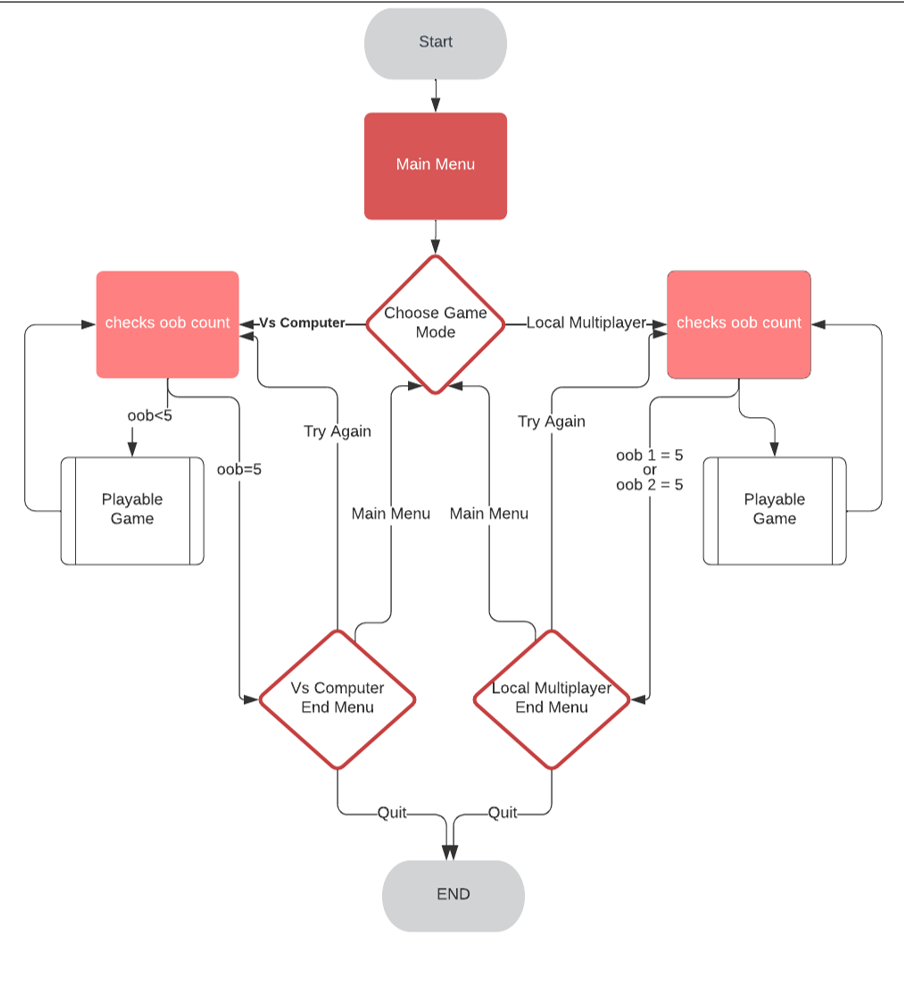 Start
Main Menu
Choose Game
Mode
Vs Computer
Local Multiplayer
checks oob count
checks oob count
oob<5
oob=5
Try Again
Try Again
oob 1 = 5
or
oob 2 = 5
Playable
Game
Main Menu
Main Menu
Playable
Game
Vs Computer
End Menu
Local Multiplayer
End Menu
Quit
Quit
END